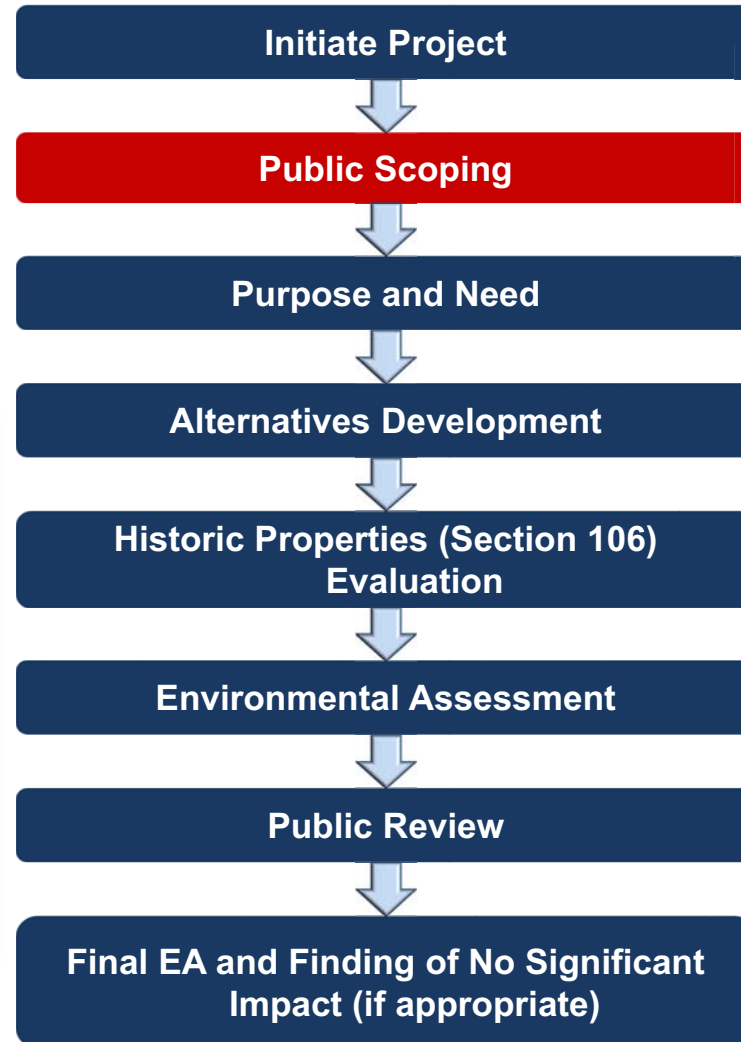 Initiate Project
Public Scoping
Purpose and Need
Alternatives Development
Historic Properties (Section 106)
Evaluation
Environmental Assessment
Public Review
Final EA and Finding of No Significant
Impact (if appropriate)